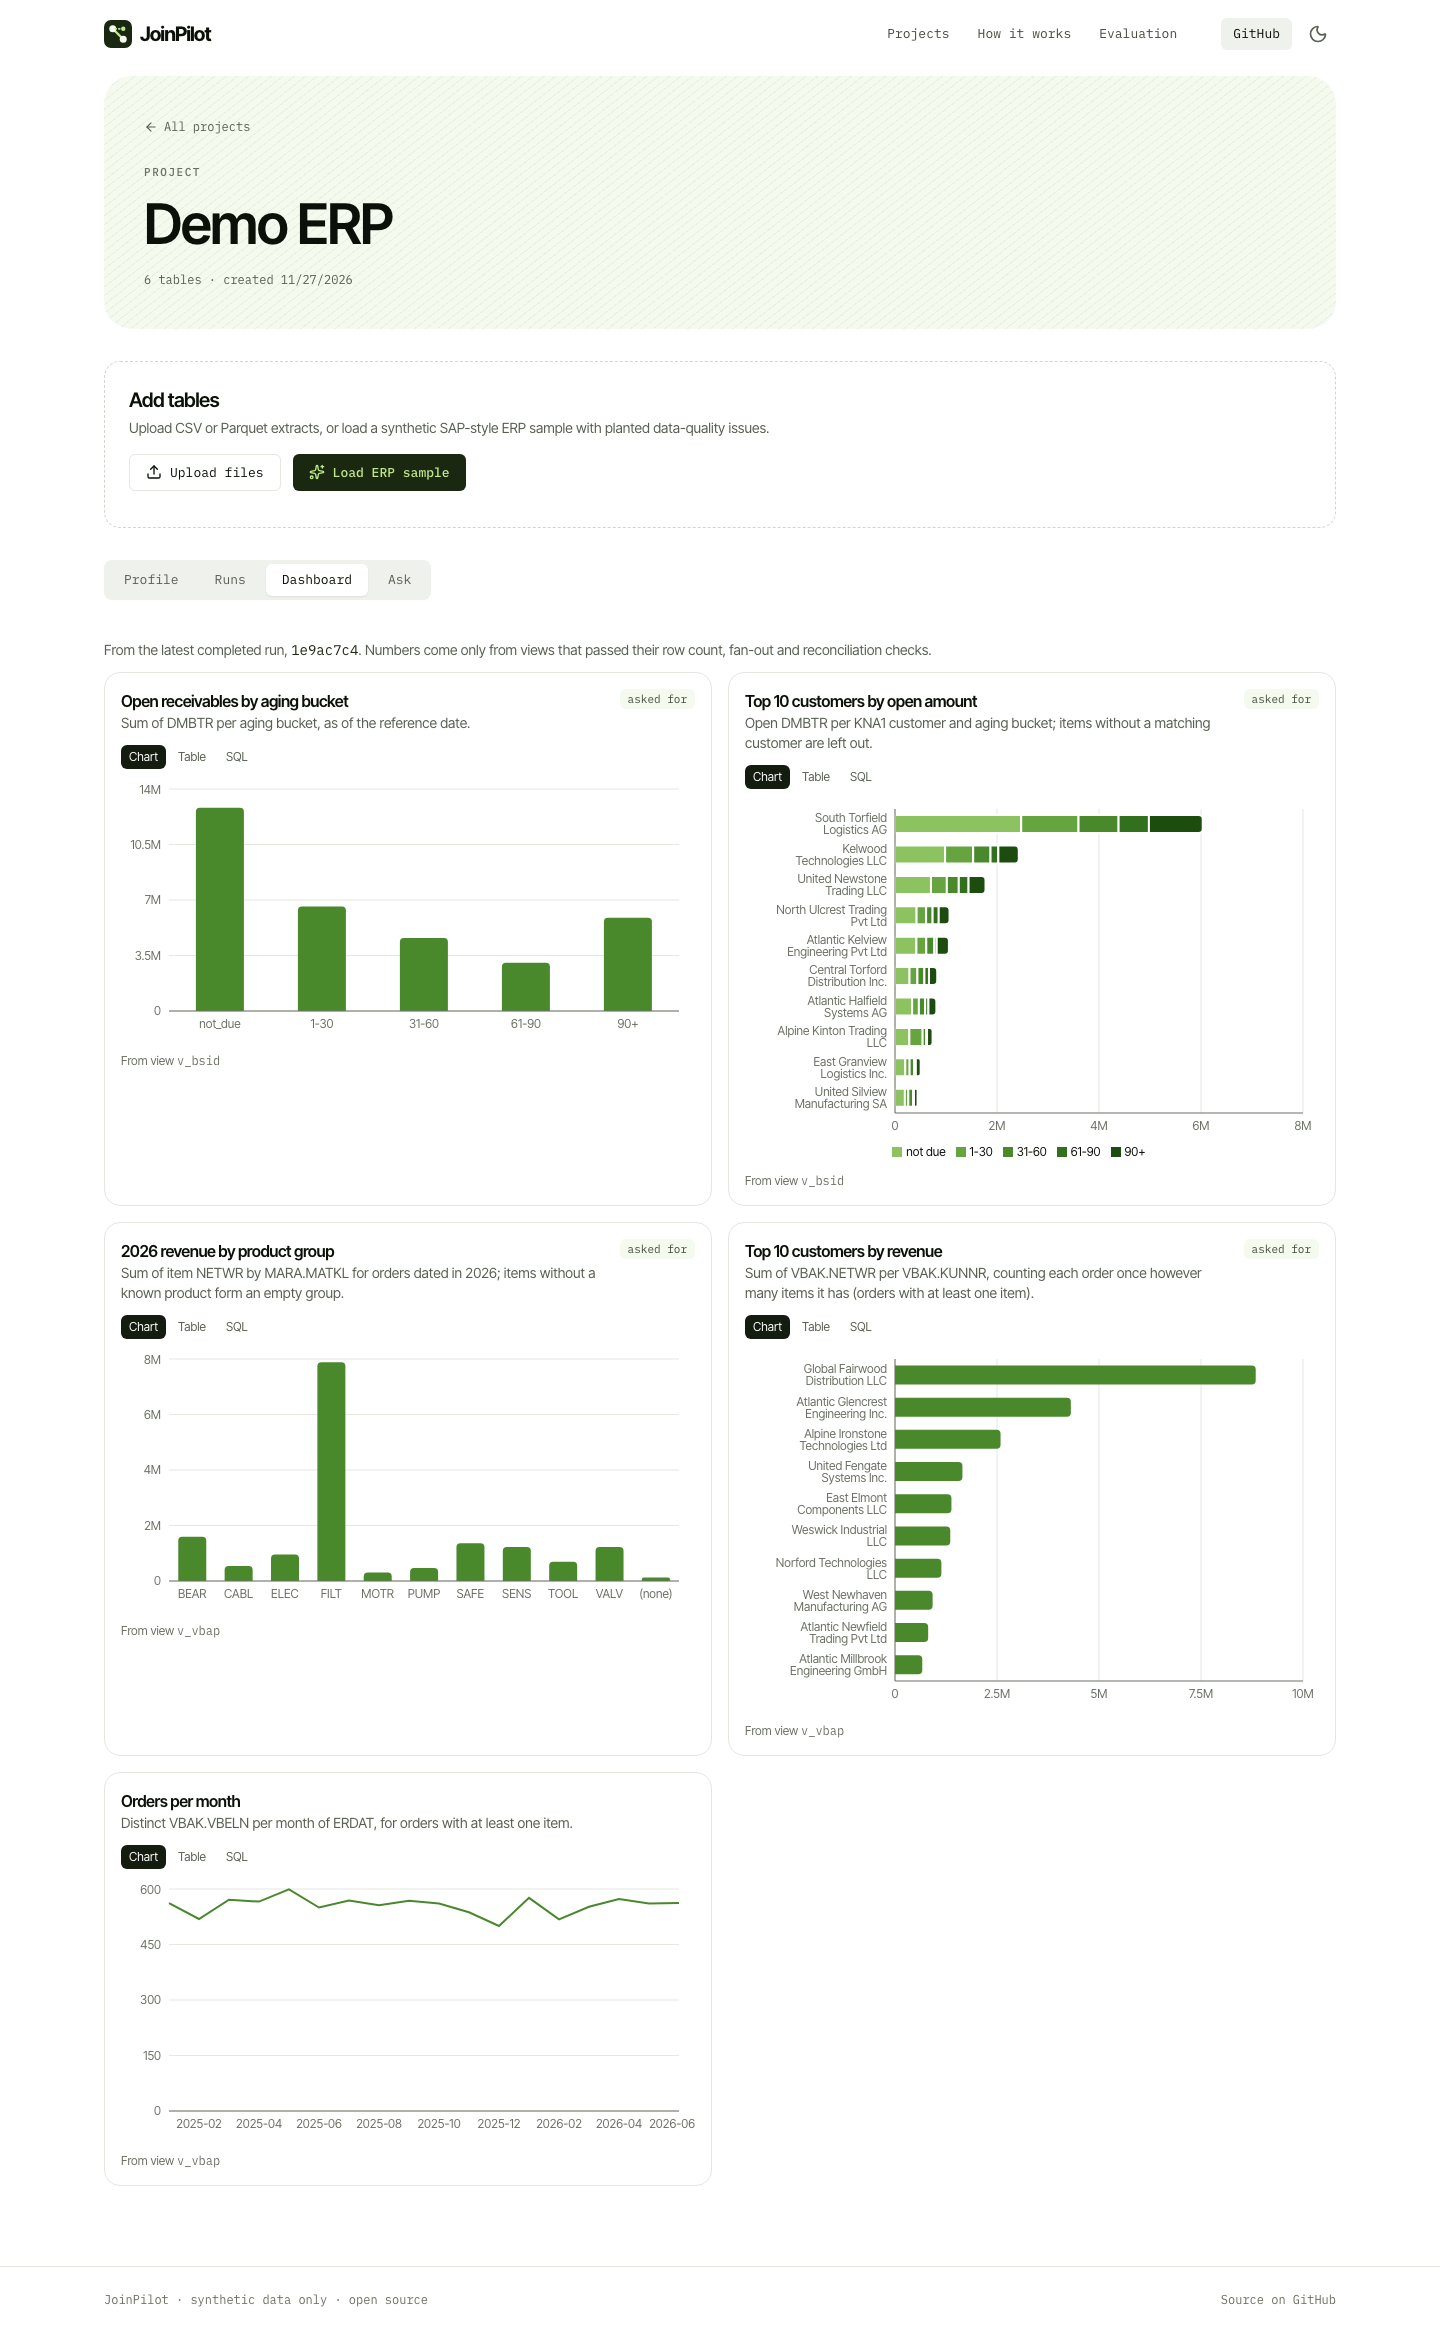 JoinPilot
Projects
How it works
Evaluation
GitHub
All projects
PROJECT
Demo ERP
6 tables · created 11/27/2026
Add tables
Upload CSV or Parquet extracts, or load a synthetic SAP-style ERP sample with planted data-quality issues.
Upload files
Load ERP sample
Profile
Runs
Dashboard
Ask
From the latest completed run, 1e9ac7c4. Numbers come only from views that passed their row count, fan-out and reconciliation checks.
Open receivables by aging bucket
asked for
Sum of DMBTR per aging bucket, as of the reference date.
Chart
Table
SQL
14M
10.5M
7M
3.5M
0
not_due
1-30
31-60
61-90
90+
From view v_bsid
Top 10 customers by open amount
asked for
Open DMBTR per KNA1 customer and aging bucket; items without a matching
customer are left out.
Chart
Table
SQL
South Torfield
Logistics AG
Kelwood
Technologies LLC
United Newstone
Trading LLC
North Ulcrest Trading
Pvt Ltd
Atlantic Kelview
Engineering Pvt Ltd
Central Torford
Distribution Inc.
Atlantic Halfield
Systems AG
Alpine Kinton Trading
LLC
East Granview
Logistics Inc.
United Silview
Manufacturing SA
0
2M
4M
6M
8M
not due
1-30
31-60
61-90
90+
From view v_bsid
2026 revenue by product group
asked for
Sum of item NETWR by MARA.MATKL for orders dated in 2026; items without a
known product form an empty group.
Chart
Table
SQL
8M
6M
4M
2M
0
BEAR
CABL
ELEC
FILT
MOTR
PUMP
SAFE
SENS
TOOL
VALV
(none)
From view v_vbap
Top 10 customers by revenue
asked for
Sum of VBAK.NETWR per VBAK.KUNNR, counting each order once however
many items it has (orders with at least one item).
Chart
Table
SQL
Global Fairwood
Distribution LLC
Atlantic Glencrest
Engineering Inc.
Alpine Ironstone
Technologies Ltd
United Fengate
Systems Inc.
East Elmont
Components LLC
Weswick Industrial
LLC
Norford Technologies
LLC
West Newhaven
Manufacturing AG
Atlantic Newfield
Trading Pvt Ltd
Atlantic Millbrook
Engineering GmbH
0
2.5M
5M
7.5M
10M
From view v_vbap
Orders per month
Distinct VBAK.VBELN per month of ERDAT, for orders with at least one item.
Chart
Table
SQL
600
450
300
150
0
2025-02
2025-04
2025-06
2025-08
2025-10
2025-12
2026-02
2026-04
2026-06
From view v_vbap
JoinPilot · synthetic data only · open source
Source on GitHub